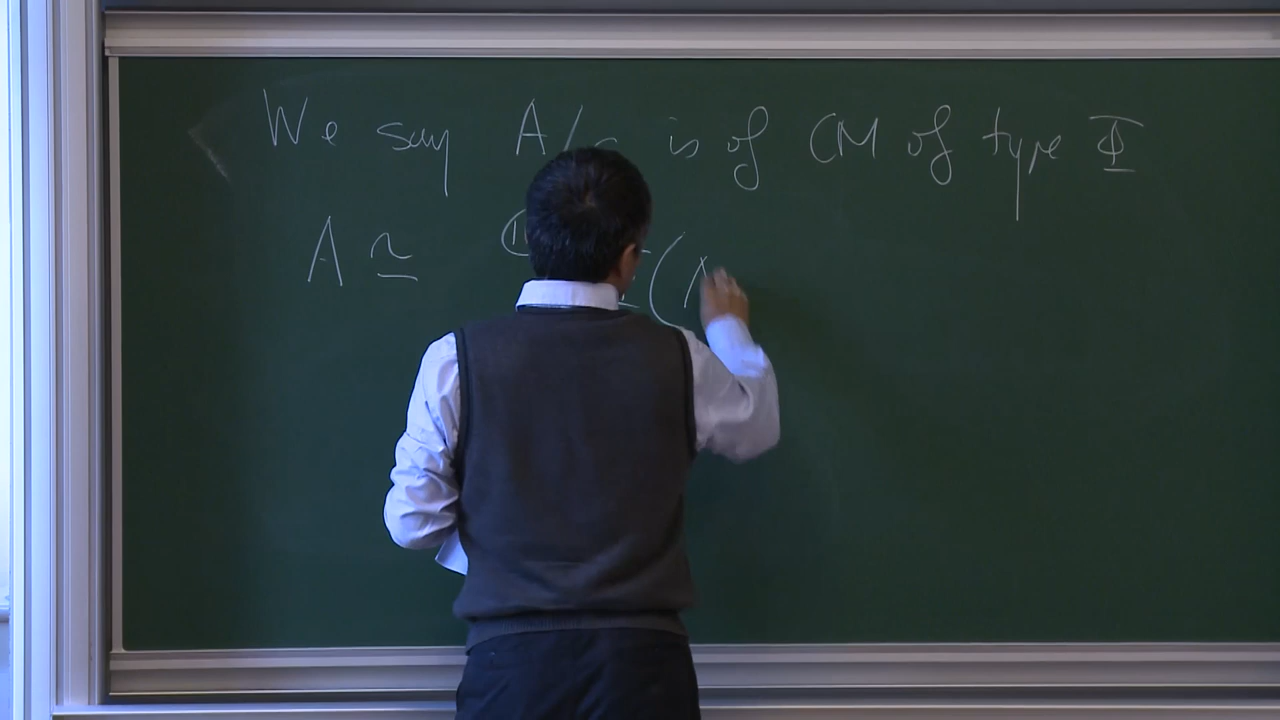 We say A/ is of CM of type Φ
A ≃ (Λ